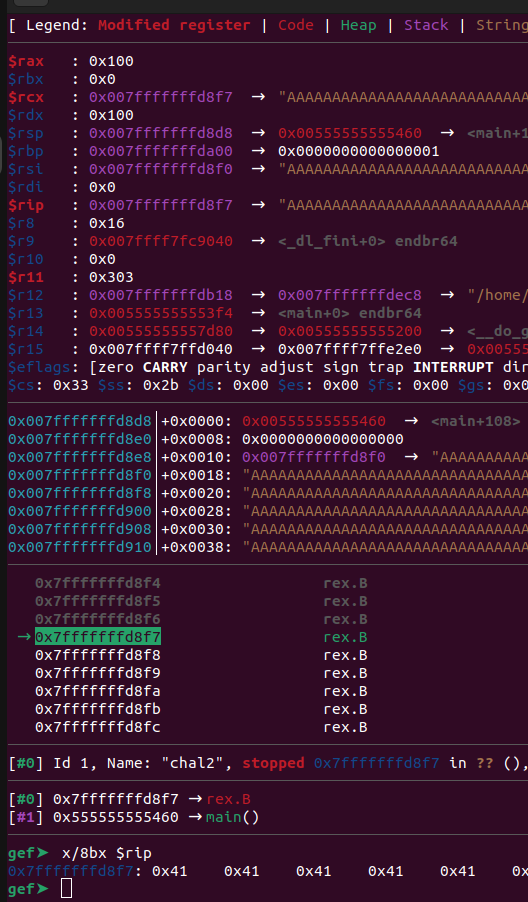 [ Legend: Modified register | Code | Heap | Stack | String
$rax   : 0x100
$rbx   : 0x0
$rcx   : 0x007fffffffd8f7  →  "AAAAAAAAAAAAAAAAAAAAAAAAAAA
$rdx   : 0x100
$rsp   : 0x007fffffffd8d8  →  0x00555555555460  →  <main+1
$rbp   : 0x007fffffffda00  →  0x0000000000000001
$rsi   : 0x007fffffffd8f0  →  "AAAAAAAAAAAAAAAAAAAAAAAAAAA
$rdi   : 0x0
$rip   : 0x007fffffffd8f7  →  "AAAAAAAAAAAAAAAAAAAAAAAAAAA
$r8    : 0x16
$r9    : 0x007ffff7fc9040  →  <_dl_fini+0> endbr64
$r10   : 0x0
$r11   : 0x303
$r12   : 0x007fffffffdb18  →  0x007fffffffdec8  →  "/home/
$r13   : 0x005555555553f4  →  <main+0> endbr64
$r14   : 0x00555555557d80  →  0x00555555555200  →  <__do_g
$r15   : 0x007ffff7ffd040  →  0x007ffff7ffe2e0  →  0x005555
$eflags: [zero CARRY parity adjust sign trap INTERRUPT dir
$cs: 0x33 $ss: 0x2b $ds: 0x00 $es: 0x00 $fs: 0x00 $gs: 0x0
0x007fffffffd8d8│+0x0000: 0x00555555555460  →  <main+108>
0x007fffffffd8e0│+0x0008: 0x0000000000000000
0x007fffffffd8e8│+0x0010: 0x007fffffffd8f0  →  "AAAAAAAAAA
0x007fffffffd8f0│+0x0018: "AAAAAAAAAAAAAAAAAAAAAAAAAAAAAAA
0x007fffffffd8f8│+0x0020: "AAAAAAAAAAAAAAAAAAAAAAAAAAAAAAA
0x007fffffffd900│+0x0028: "AAAAAAAAAAAAAAAAAAAAAAAAAAAAAAA
0x007fffffffd908│+0x0030: "AAAAAAAAAAAAAAAAAAAAAAAAAAAAAAA
0x007fffffffd910│+0x0038: "AAAAAAAAAAAAAAAAAAAAAAAAAAAAAAA
0x7fffffffd8f4                  rex.B
0x7fffffffd8f5                  rex.B
0x7fffffffd8f6                  rex.B
→ 0x7fffffffd8f7                  rex.B
0x7fffffffd8f8                  rex.B
0x7fffffffd8f9                  rex.B
0x7fffffffd8fa                  rex.B
0x7fffffffd8fb                  rex.B
0x7fffffffd8fc                  rex.B
[#0] Id 1, Name: "chal2", stopped 0x7fffffffd8f7 in ?? (),
[#0] 0x7fffffffd8f7 → rex.B
[#1] 0x555555555460 → main()
gef➤  x/8bx $rip
0x7fffffffd8f7: 0x41    0x41    0x41    0x41    0x41    0x
gef➤